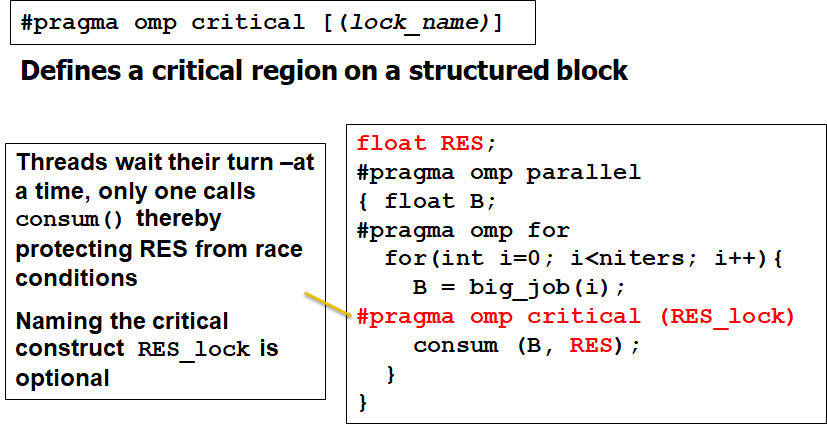 #pragma omp critical [(lock_name)]
Defines a critical region on a structured block
Threads wait their turn –at
a time, only one calls
consum() thereby
protecting RES from race
conditions
Naming the critical
construct RES_lock is
optional
float RES;
#pragma omp parallel
{ float B;
#pragma omp for
for(int i=0; i<niters; i++){
B = big_job(i);
#pragma omp critical (RES_lock)
consum (B, RES);
}
}